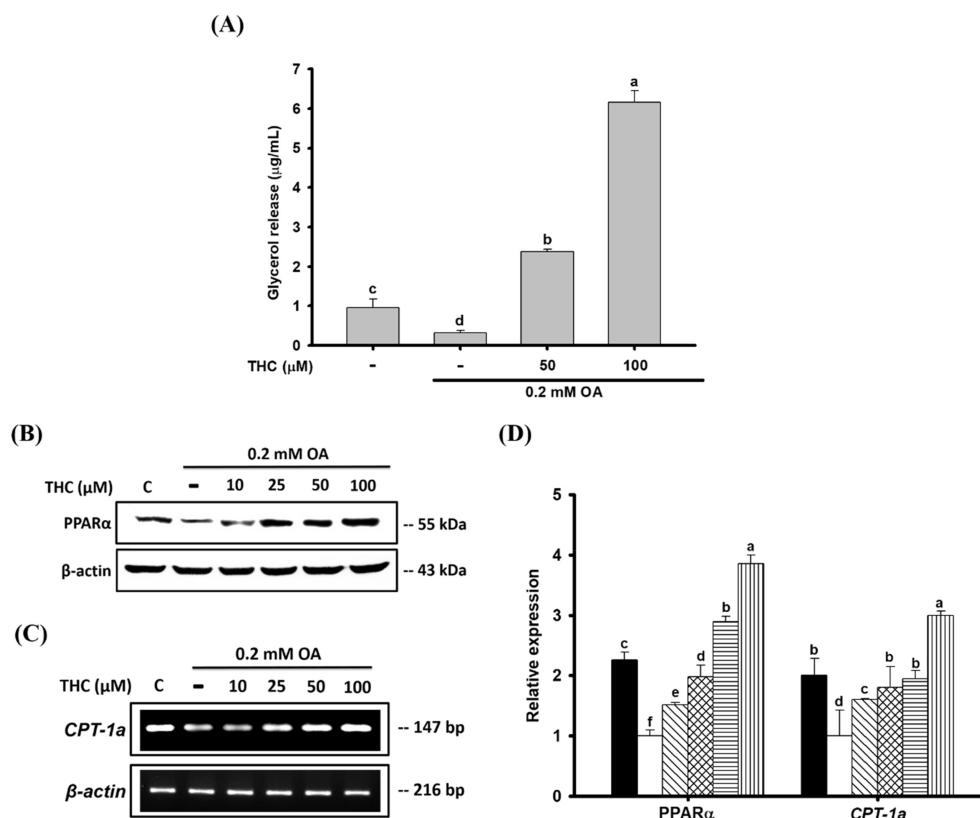 (A)
7
6
5
4
3
2
1
0
Glycerol release (µg/mL)
c
d
b
a
THC (µM) - - 50 100
0.2 mM OA
(B)
0.2 mM OA
THC (µM) C - 10 25 50 100
PPARα -- 55 kDa
β-actin -- 43 kDa
(C)
0.2 mM OA
THC (µM) C - 10 25 50 100
CPT-1a -- 147 bp
β-actin -- 216 bp
(D)
5
4
3
2
1
0
Relative expression
c f e d b a
b d c b b a
PPARα CPT-1a